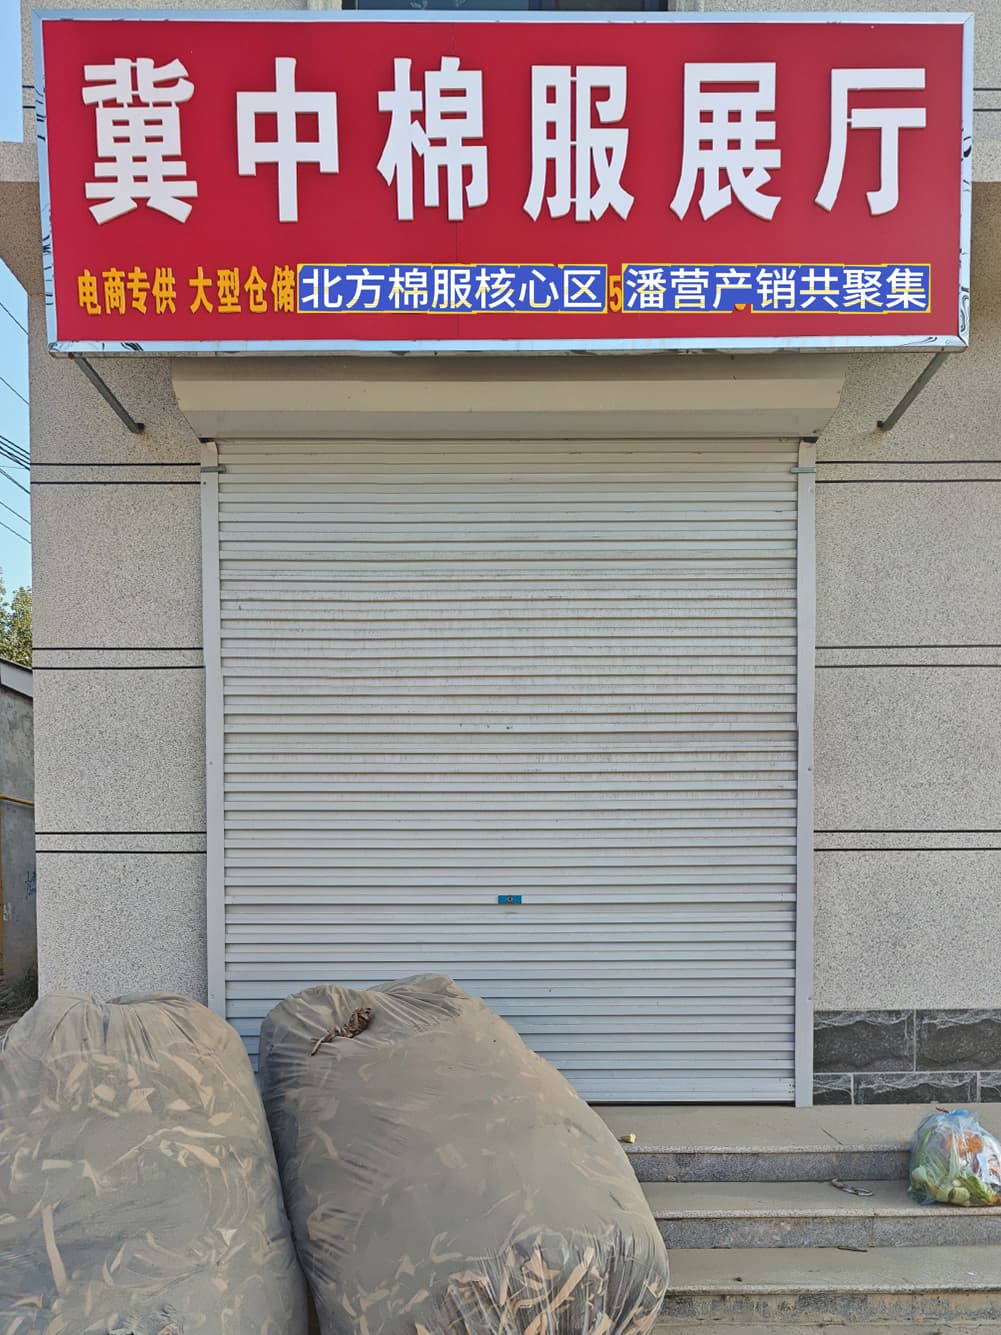 冀中棉服展厅
电商专供 大型仓储 北方棉服核心区 潘营产销共聚集